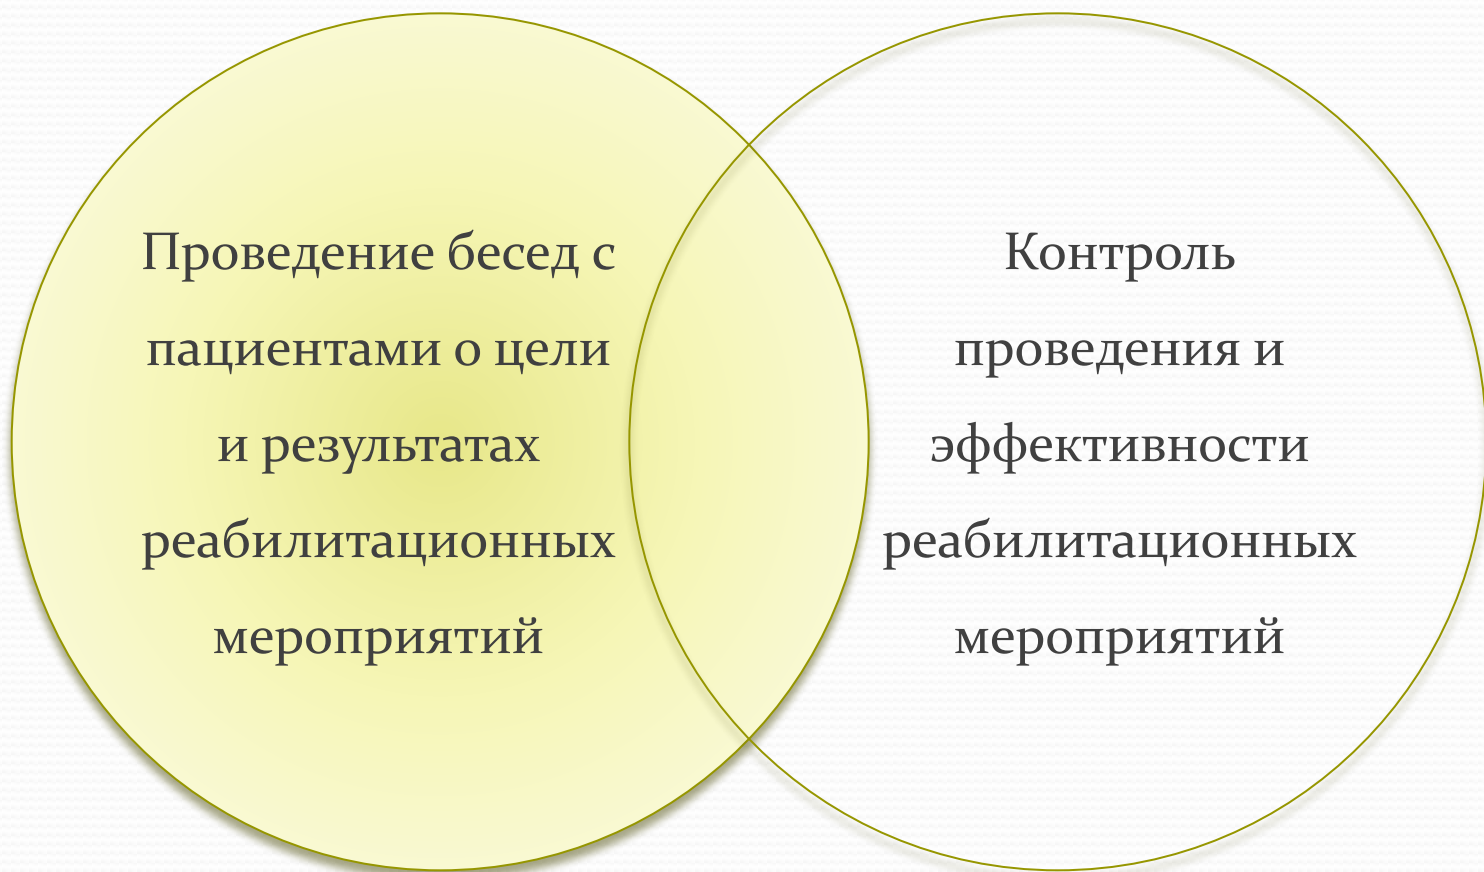 Проведение бесед с
пациентами о цели
и результатах
реабилитационных
мероприятий
Контроль
проведения и
эффективности
реабилитационных
мероприятий